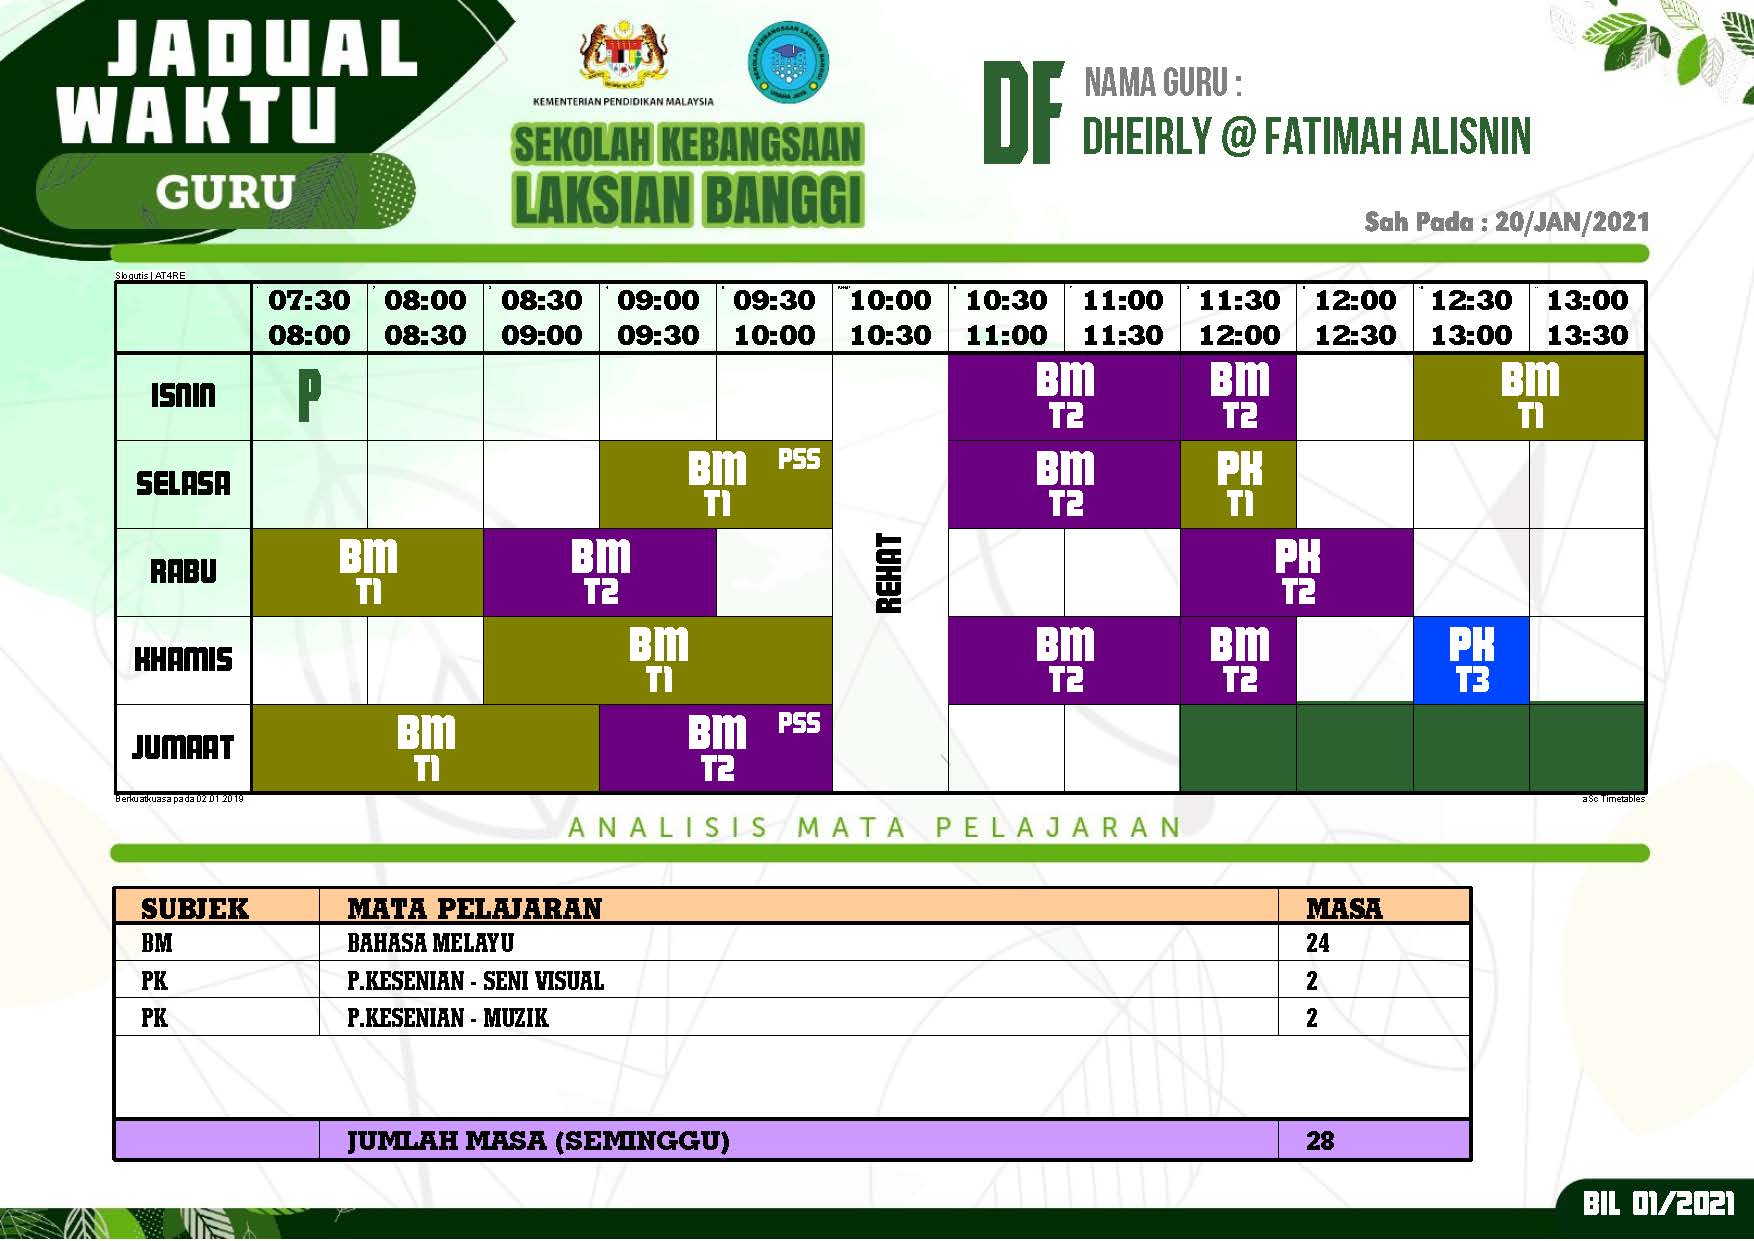 JADUAL
WAKTU
GURU
KEMENTERIAN PENDIDIKAN MALAYSIA
SEKOLAH KEBANGSAAN LAKSIAN BANGGI
USAHA JAYA
SEKOLAH KEBANGSAAN
LAKSIAN BANGGI
DF
NAMA GURU :
DHEIRLY @ FATIMAH ALISNIN
Sah Pada : 20/JAN/2021
Slogutis | AT4RE
07:30 08:00 08:30 09:00 09:30 10:00 10:30 11:00 11:30 12:00 12:30 13:00
08:00 08:30 09:00 09:30 10:00 10:30 11:00 11:30 12:00 12:30 13:00 13:30
ISNIN P BM BM BM
T2 T2 T1
SELASA BM PSS BM PK
T1 T2 T1
RABU BM BM PK
T1 T2 T2
REHAT
KHAMIS BM BM BM PK
T1 T2 T2 T3
JUMAAT BM BM PSS
T1 T2
Berkuatkuasa pada 02.01.2019
aSc Timetables
ANALISIS MATA PELAJARAN
SUBJEK MATA PELAJARAN MASA
BM BAHASA MELAYU 24
PK P.KESENIAN - SENI VISUAL 2
PK P.KESENIAN - MUZIK 2
JUMLAH MASA (SEMINGGU) 28
BIL 01/2021